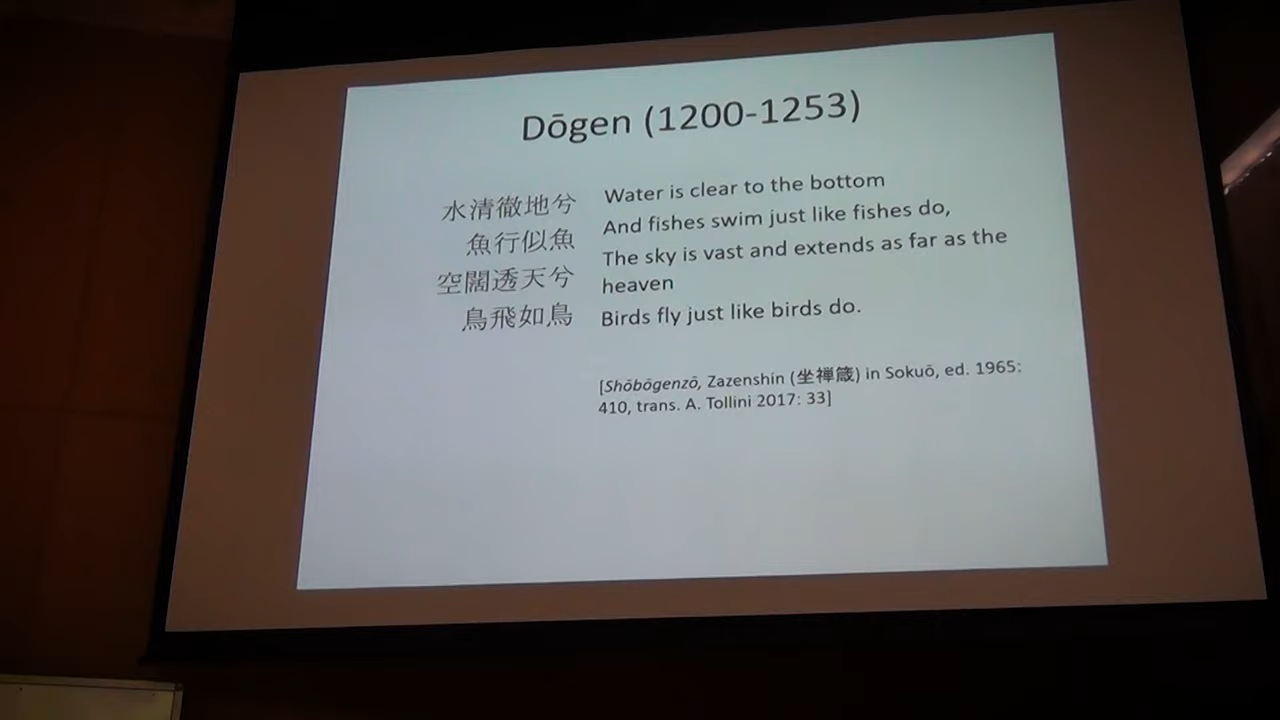 Dōgen (1200-1253)
水清徹地兮
魚行似魚
空闊透天兮
鳥飛如鳥
Water is clear to the bottom
And fishes swim just like fishes do,
The sky is vast and extends as far as the
heaven
Birds fly just like birds do.
[Shōbōgenzō, Zazenshin (坐禅箴) in Sokuō, ed. 1965:
410, trans. A. Tollini 2017: 33]